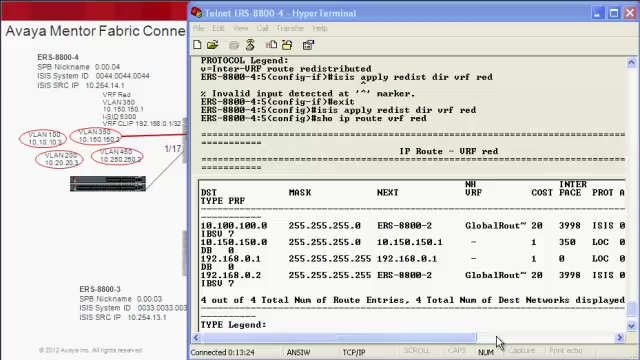 Avaya Mentor Fabric Conne
ERS-8800-4
SPB Nickname 0.00.04
ISIS System ID 0044.0044.0044
ISIS SRC IP 10.254.14.1
VRF Red
VLAN 350
10.150.150.1
I-SID 5300
VRF CLIP 192.168.0.1/32
VLAN 100
10.10.10.3
VLAN 350
10.150.150.2
VLAN 200
10.20.20.3
VLAN 450
10.250.250.2
1/17
ERS-8800-3
SPB Nickname 0.00.03
ISIS System ID 0033.0033.003
ISIS SRC IP 10.254.13.1
© 2012 Avaya Inc. All rig
Telnet ERS-8800-4 - HyperTerminal
File Edit View Call Transfer Help
PROTOCOL Legend:
v=Inter-VRF route redistributed
ERS-8800-4:5(config-if)#isis apply redist dir vrf red
^
% Invalid input detected at '^' marker.
ERS-8800-4:5(config-if)#exit
ERS-8800-4:5(config)#isis apply redist dir vrf red
ERS-8800-4:5(config)#sho ip route vrf red
IP Route - VRF red
NH INTER
DST MASK NEXT VRF COST FACE PROT A
TYPE PRF
10.100.100.0 255.255.255.0 ERS-8800-2 GlobalRout~ 20 3998 ISIS 0
IBSV 7
10.150.150.0 255.255.255.0 10.150.150.1 - 1 350 LOC 0
DB 0
192.168.0.1 255.255.255.255 192.168.0.1 - 1 0 LOC 0
DB 0
192.168.0.2 255.255.255.255 ERS-8800-2 GlobalRout~ 20 3998 ISIS 0
IBSV 7
4 out of 4 Total Num of Route Entries, 4 Total Num of Dest Networks displayed
TYPE Legend:
Connected 0:13:24 ANSIW TCP/IP SCROLL CAPS NUM Capture Print echo